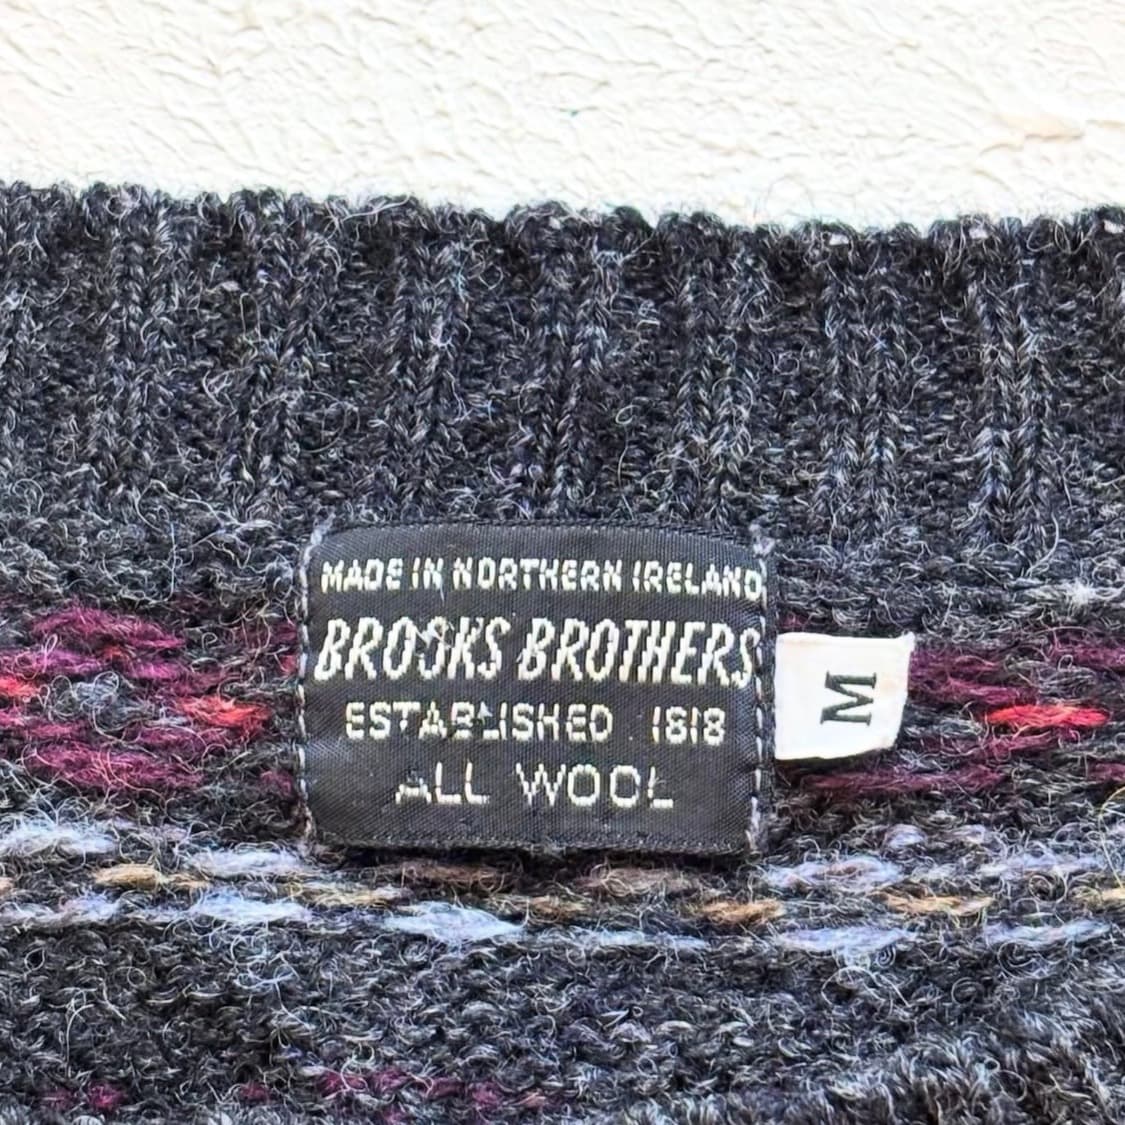 MADE IN NORTHERN IRELAND
BROOKS BROTHERS
ESTABLISHED 1818
ALL WOOL
M